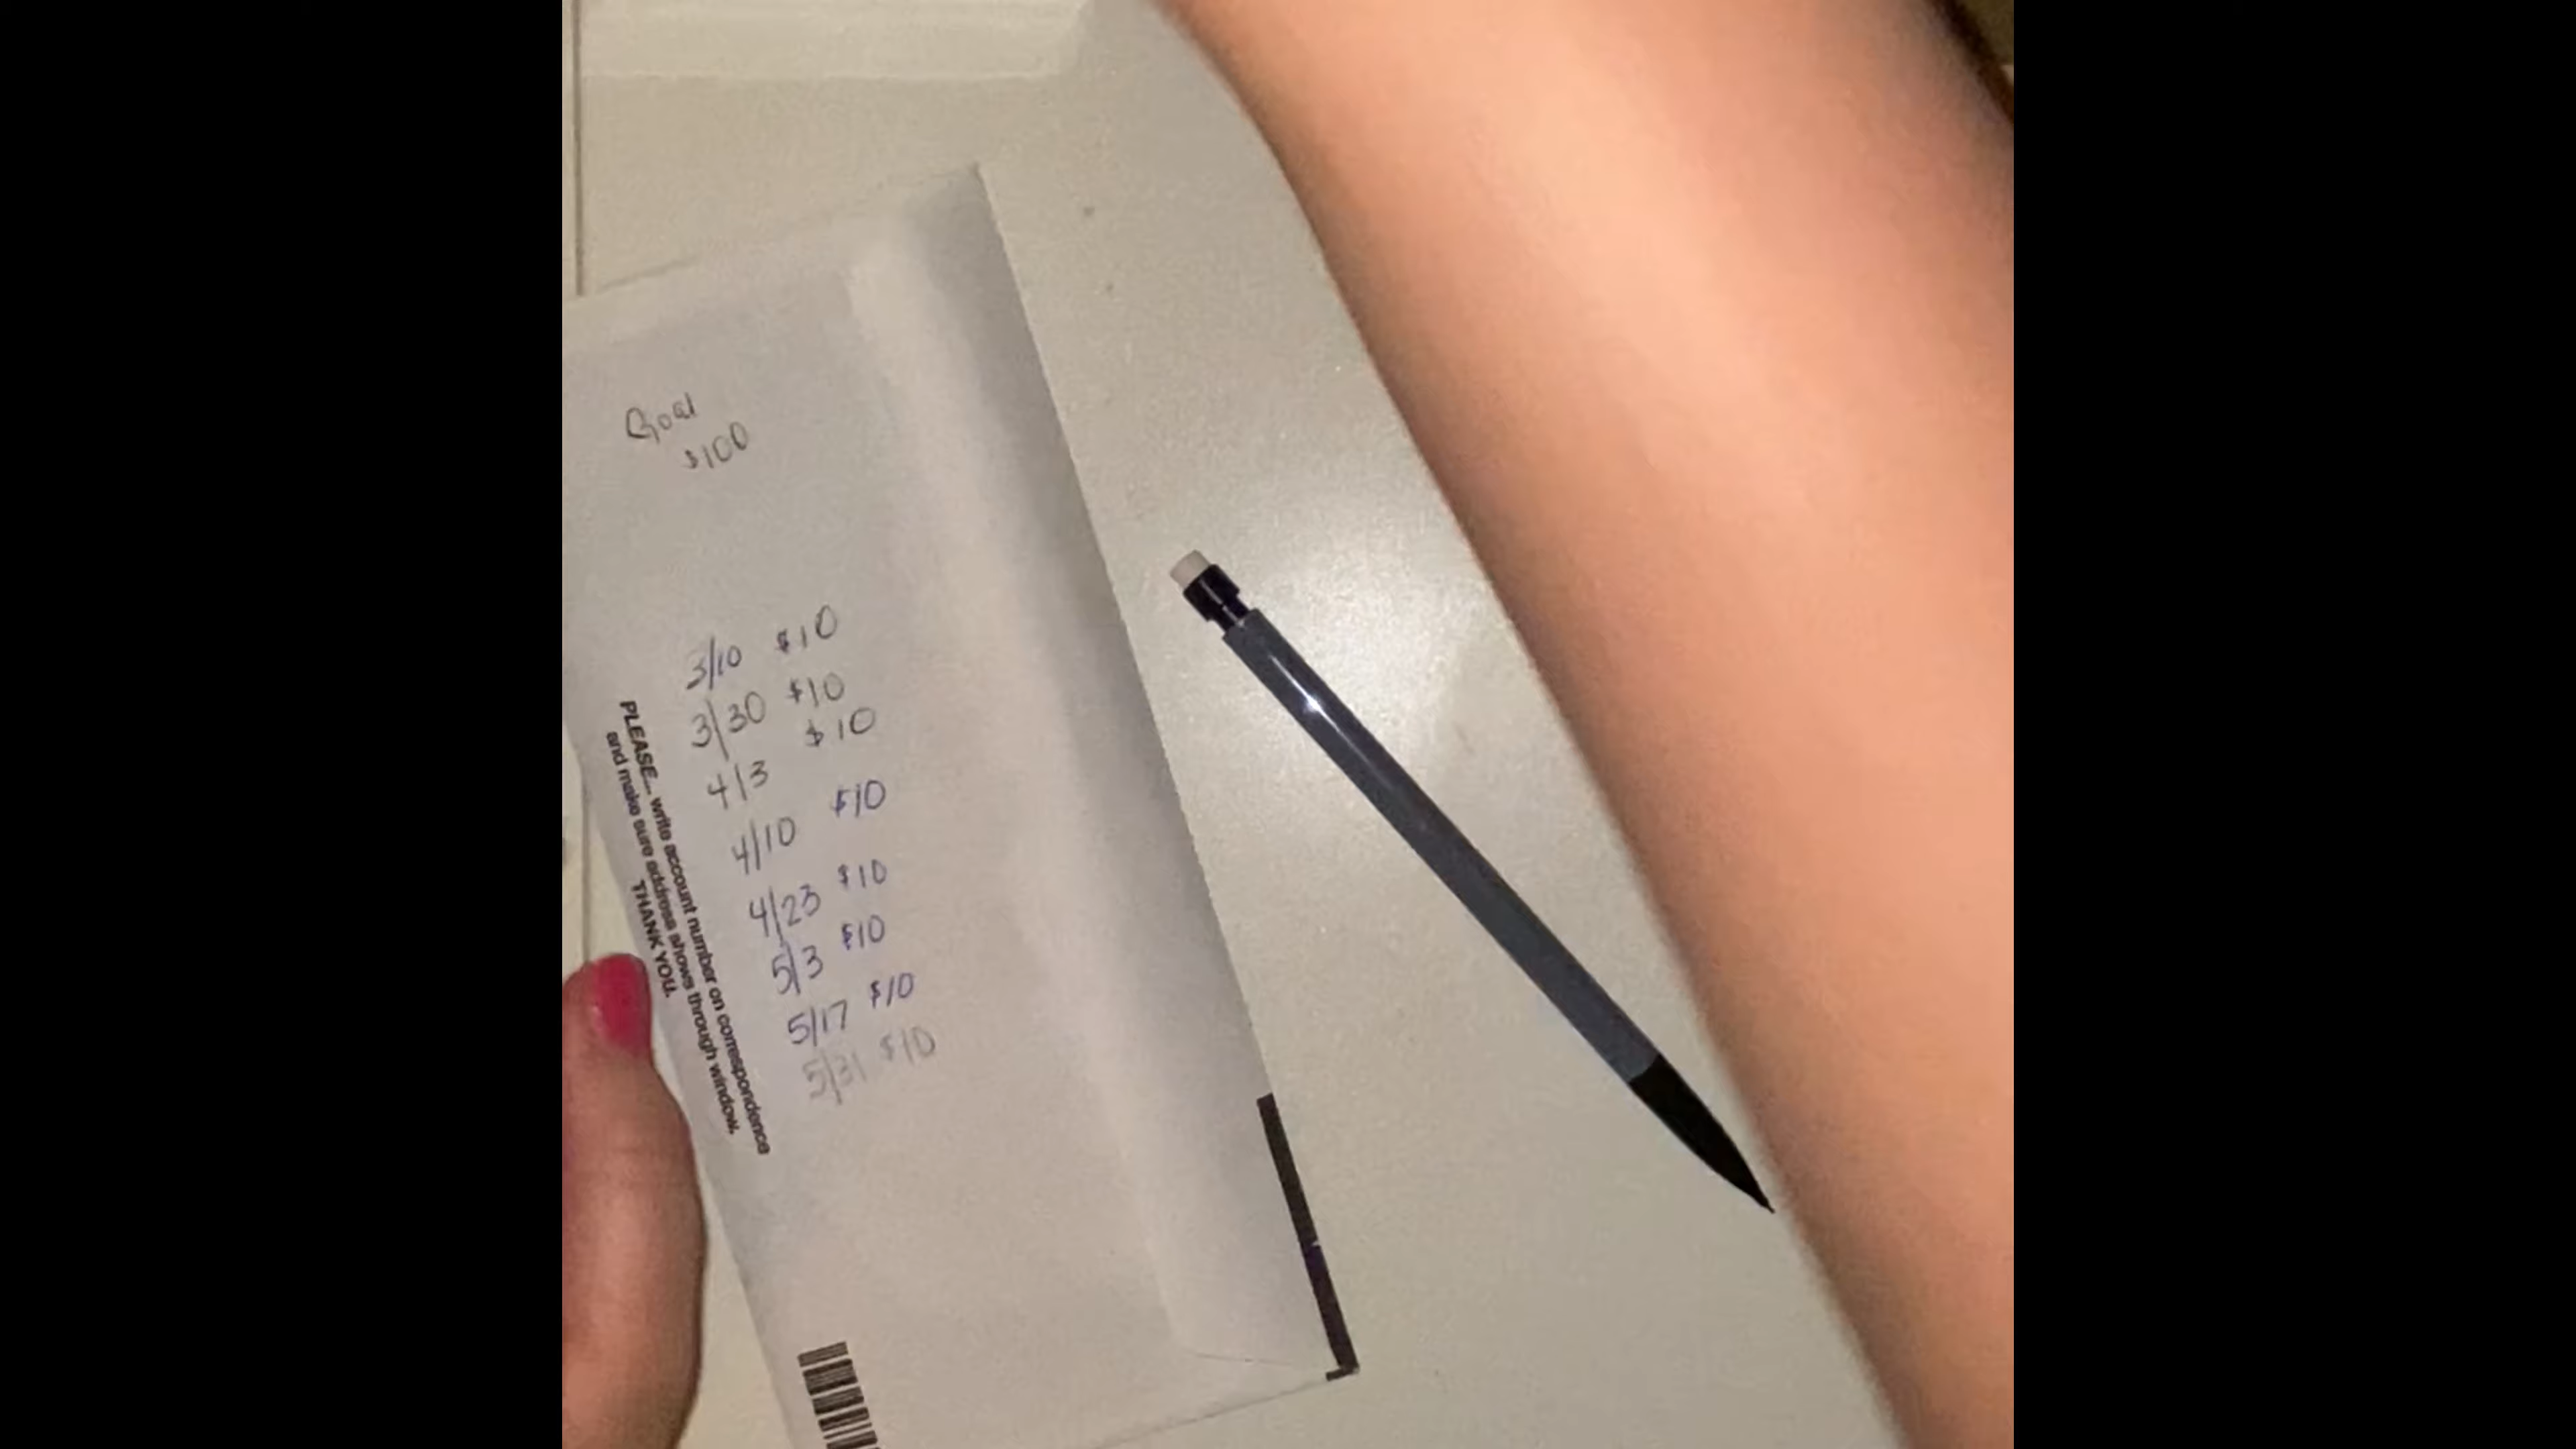 Goal
$100
3/10 $10
3/30 $10
4/3 $10
4/10 $10
4/23 $10
5/3 $10
5/17 $10
5/31 $10
PLEASE... write account number on correspondence
and make sure address shows through window.
THANK YOU.